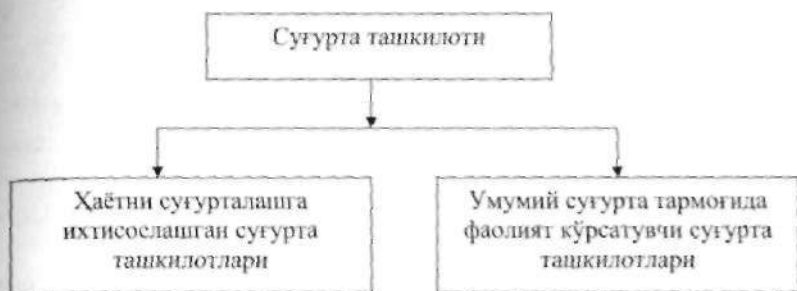 Суғурта ташкилоти
Ҳаётни суғурталашга
ихтисослашган суғурта
ташкилотлари
Умумий суғурта тармоғида
фаолият кўрсатувчи суғурта
ташкилотлари